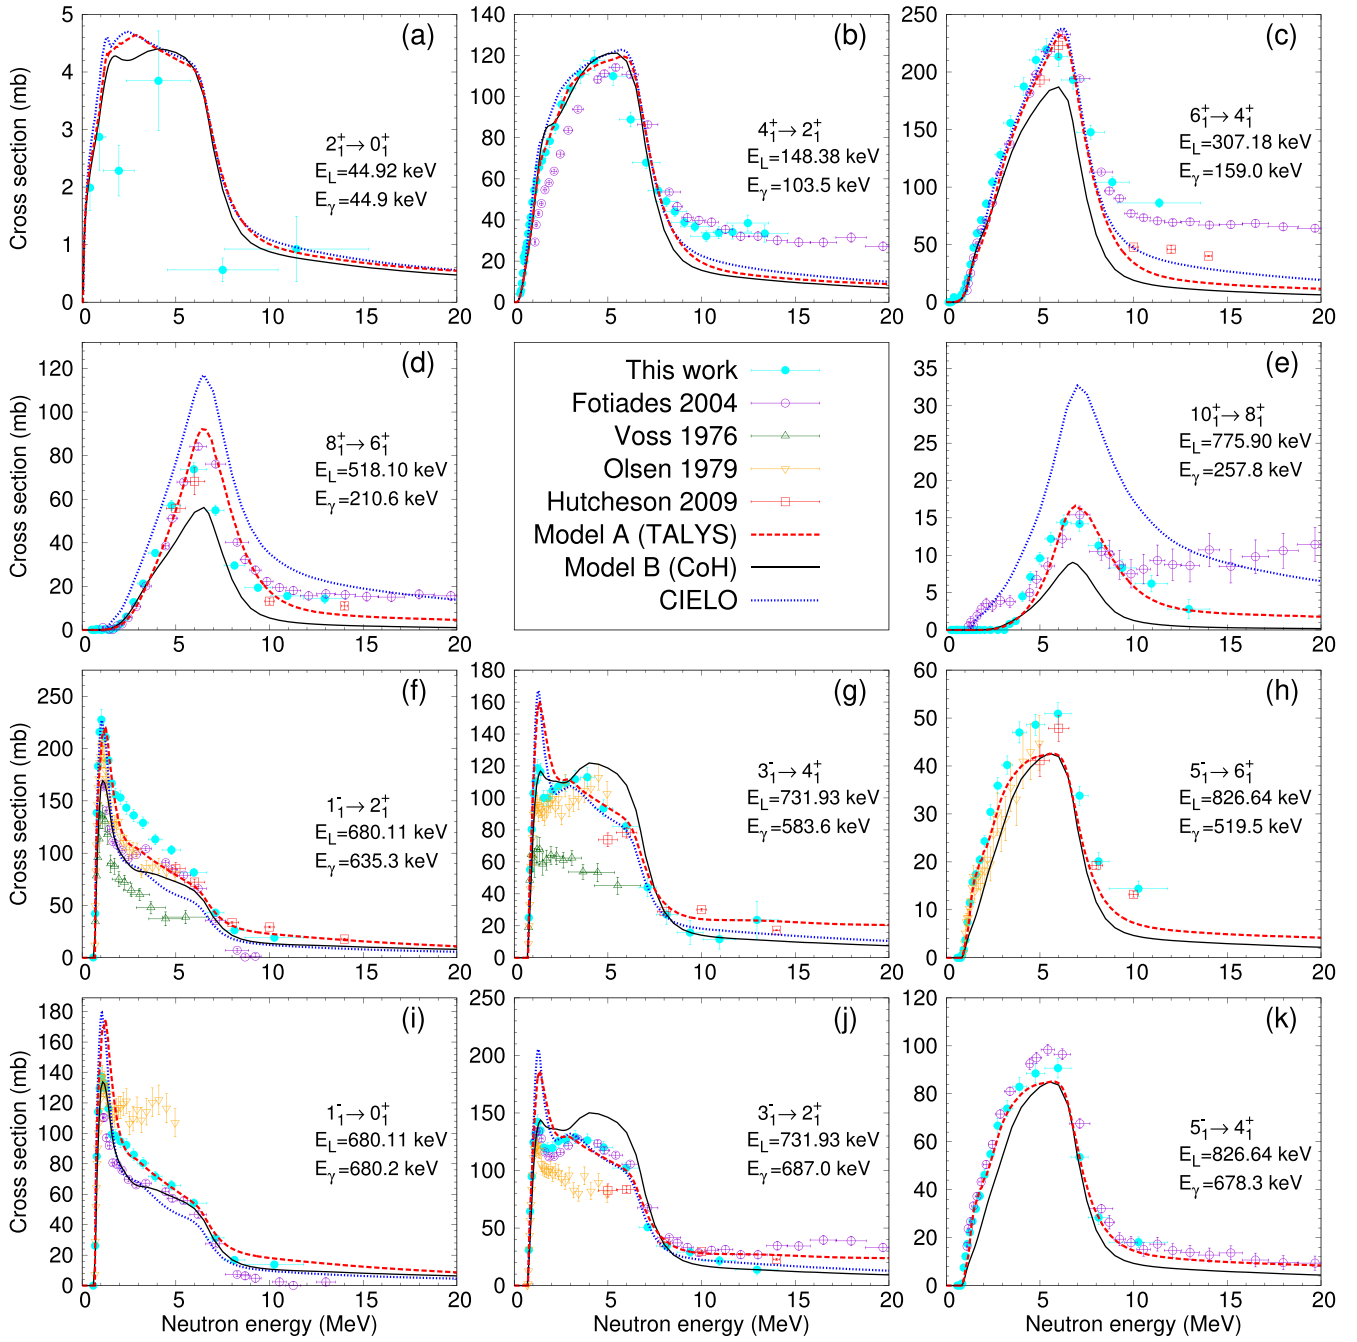 Cross section (mb)
5
4
3
2
1
0
0 5 10 15 20
(a)
2⁺₁→0⁺₁
E_L=44.92 keV
E_γ=44.9 keV
140
120
100
80
60
40
20
0
0 5 10 15 20
(b)
4⁺₁→2⁺₁
E_L=148.38 keV
E_γ=103.5 keV
250
200
150
100
50
0
0 5 10 15 20
(c)
6⁺₁→4⁺₁
E_L=307.18 keV
E_γ=159.0 keV
Cross section (mb)
120
100
80
60
40
20
0
0 5 10 15 20
(d)
8⁺₁→6⁺₁
E_L=518.10 keV
E_γ=210.6 keV
This work
Fotiades 2004
Voss 1976
Olsen 1979
Hutcheson 2009
Model A (TALYS)
Model B (CoH)
CIELO
35
30
25
20
15
10
5
0
0 5 10 15 20
(e)
10⁺₁→8⁺₁
E_L=775.90 keV
E_γ=257.8 keV
Cross section (mb)
250
200
150
100
50
0
0 5 10 15 20
(f)
1⁻₁→2⁺₁
E_L=680.11 keV
E_γ=635.3 keV
180
160
140
120
100
80
60
40
20
0
0 5 10 15 20
(g)
3⁻₁→4⁺₁
E_L=731.93 keV
E_γ=583.6 keV
60
50
40
30
20
10
0
0 5 10 15 20
(h)
5⁻₁→6⁺₁
E_L=826.64 keV
E_γ=519.5 keV
Cross section (mb)
180
160
140
120
100
80
60
40
20
0
0 5 10 15 20
Neutron energy (MeV)
(i)
1⁻₁→0⁺₁
E_L=680.11 keV
E_γ=680.2 keV
250
200
150
100
50
0
0 5 10 15 20
Neutron energy (MeV)
(j)
3⁻₁→2⁺₁
E_L=731.93 keV
E_γ=687.0 keV
120
100
80
60
40
20
0
0 5 10 15 20
Neutron energy (MeV)
(k)
5⁻₁→4⁺₁
E_L=826.64 keV
E_γ=678.3 keV